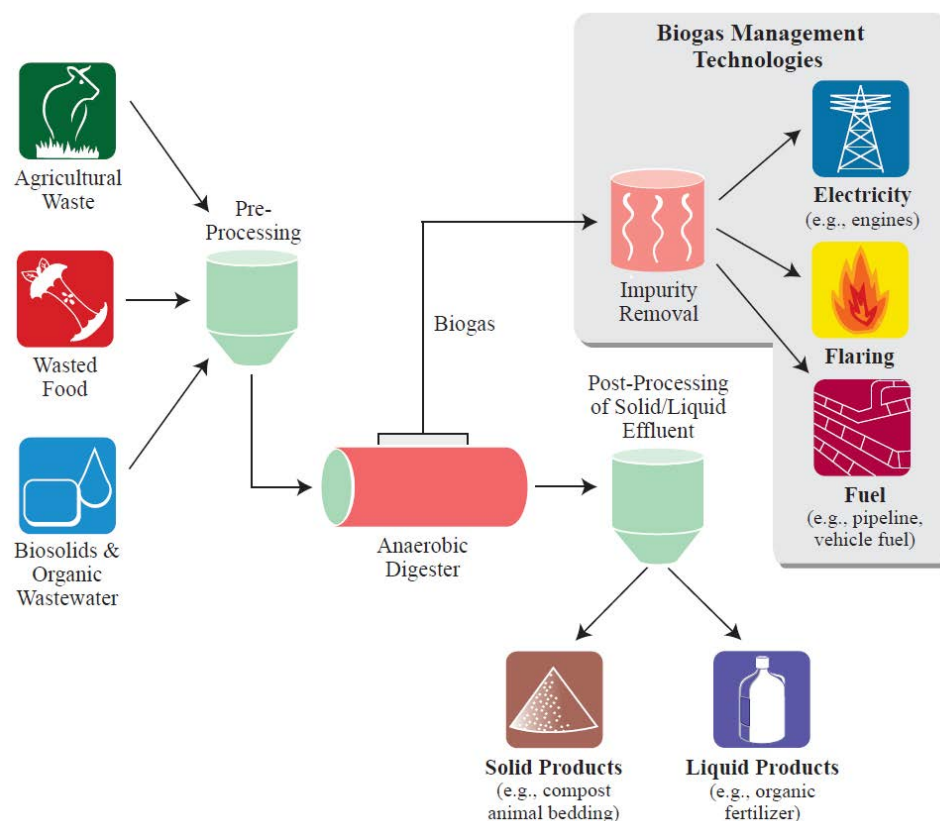 Biogas Management
Technologies
Agricultural
Waste
Pre-
Processing
Electricity
(e.g., engines)
Impurity
Removal
Biogas
Wasted
Food
Flaring
Post-Processing
of Solid/Liquid
Effluent
Fuel
(e.g., pipeline,
vehicle fuel)
Anaerobic
Digester
Biosolids &
Organic
Wastewater
Solid Products
(e.g., compost
animal bedding)
Liquid Products
(e.g., organic
fertilizer)